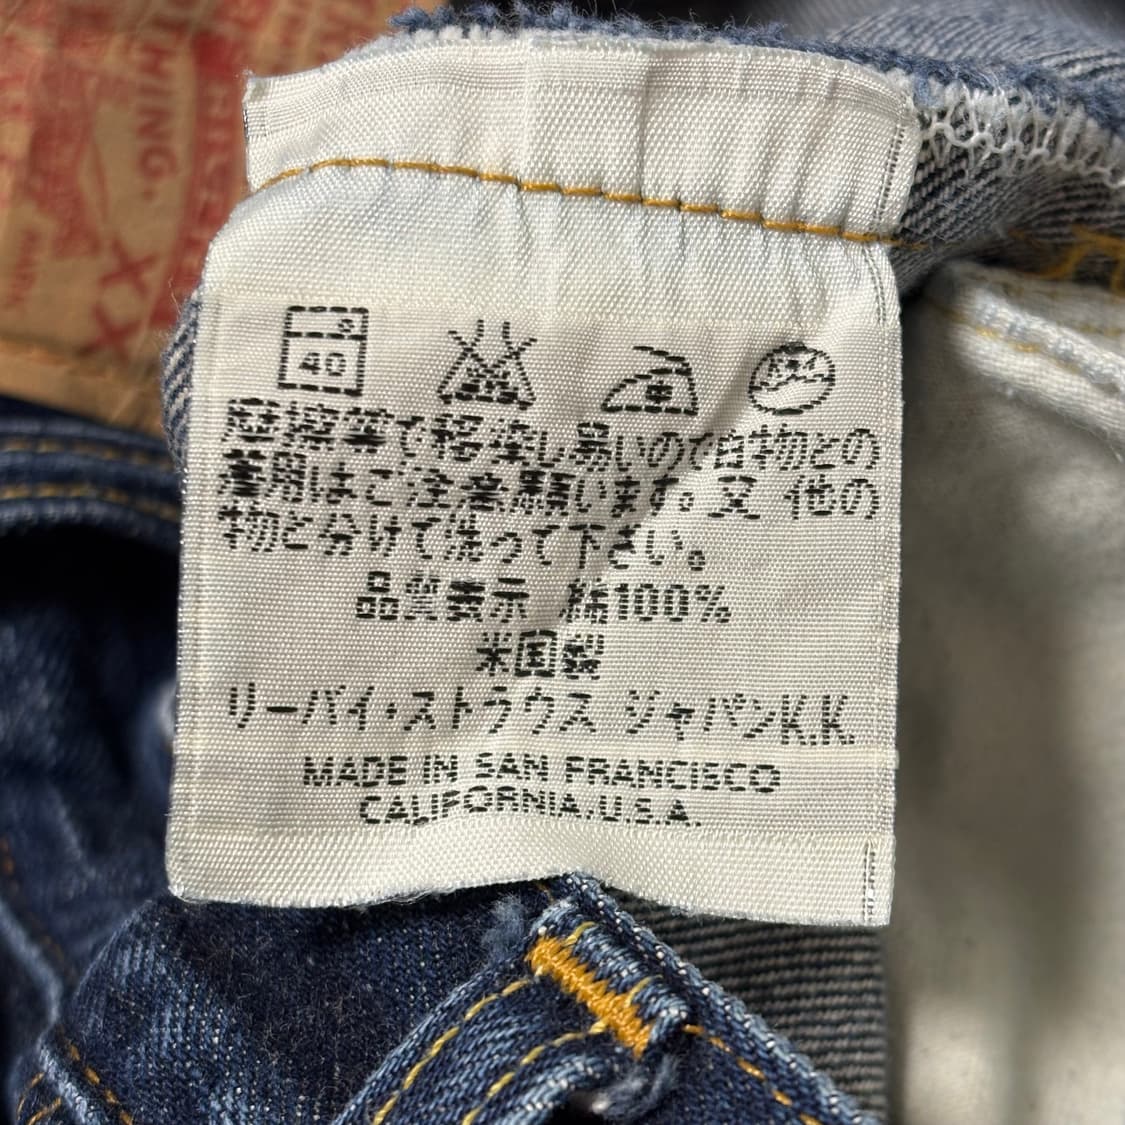 WING.
XX
40
摩擦等で移染し易いので白物との
着用はご注意願います。又 他の
物と分けて洗って下さい。
品質表示 綿100%
米国製
リーバイ・ストラウス ジャパンK.K.
MADE IN SAN FRANCISCO
CALIFORNIA,U.S.A.